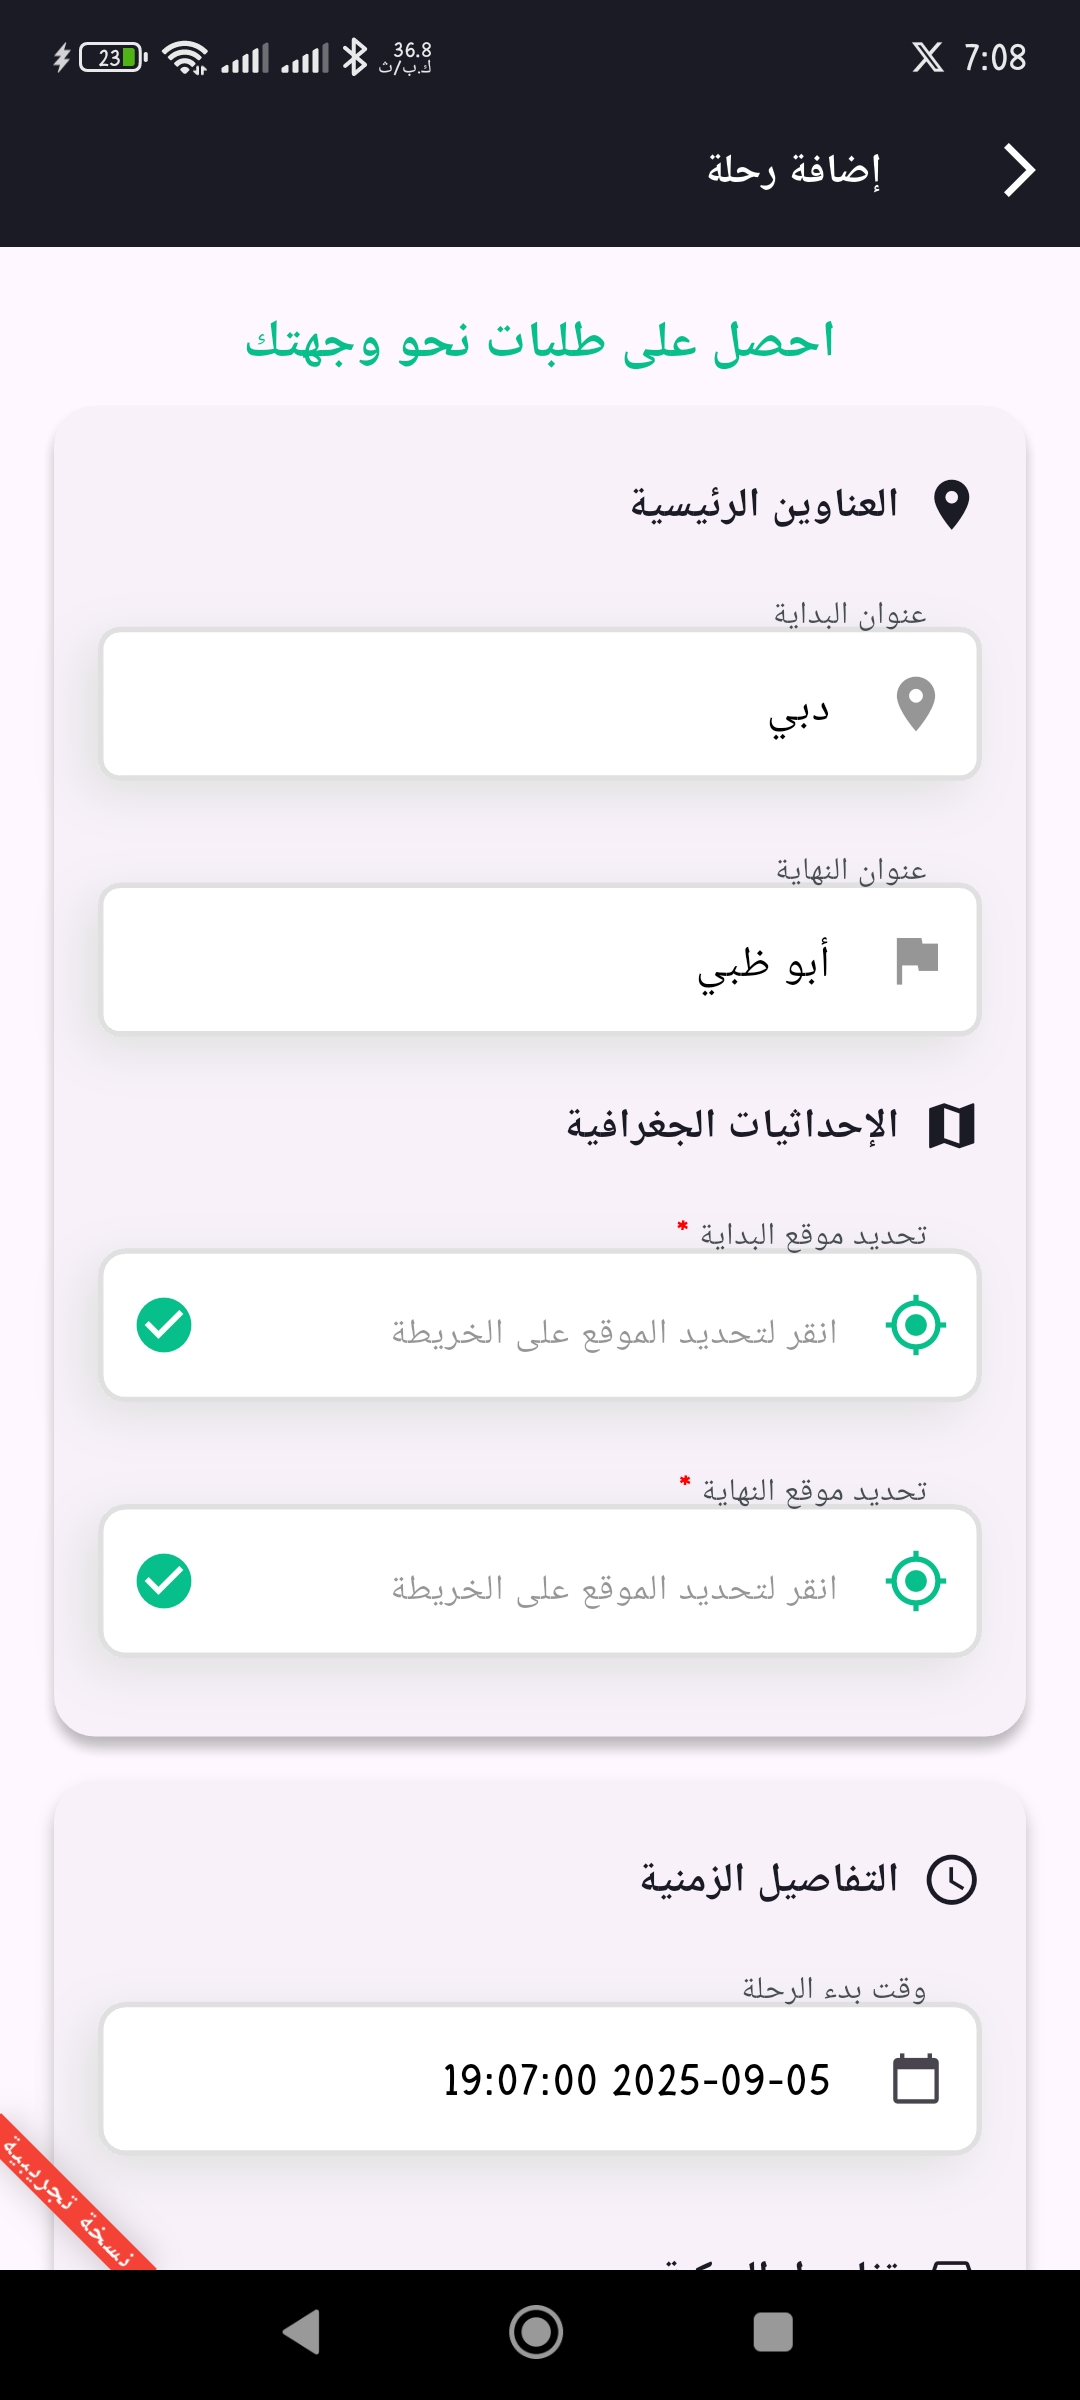 23
36.8
ك.ب/ث
7:08
إضافة رحلة
احصل على طلبات نحو وجهتك
العناوين الرئيسية
عنوان البداية
دبي
عنوان النهاية
أبو ظبي
الإحداثيات الجغرافية
تحديد موقع البداية *
انقر لتحديد الموقع على الخريطة
تحديد موقع النهاية *
انقر لتحديد الموقع على الخريطة
التفاصيل الزمنية
وقت بدء الرحلة
19:07:00 2025-09-05
نسخة تجريبية